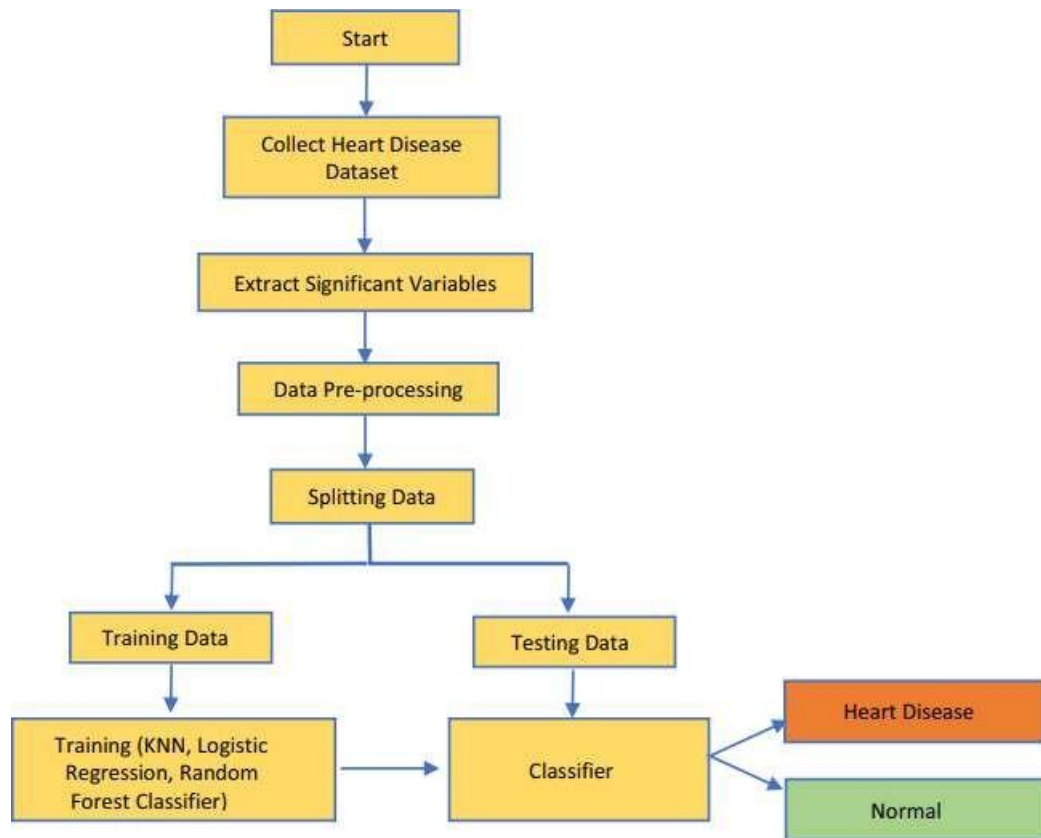 Start
Collect Heart Disease
Dataset
Extract Significant Variables
Data Pre-processing
Splitting Data
Training Data
Testing Data
Training (KNN, Logistic
Regression, Random
Forest Classifier)
Classifier
Heart Disease
Normal